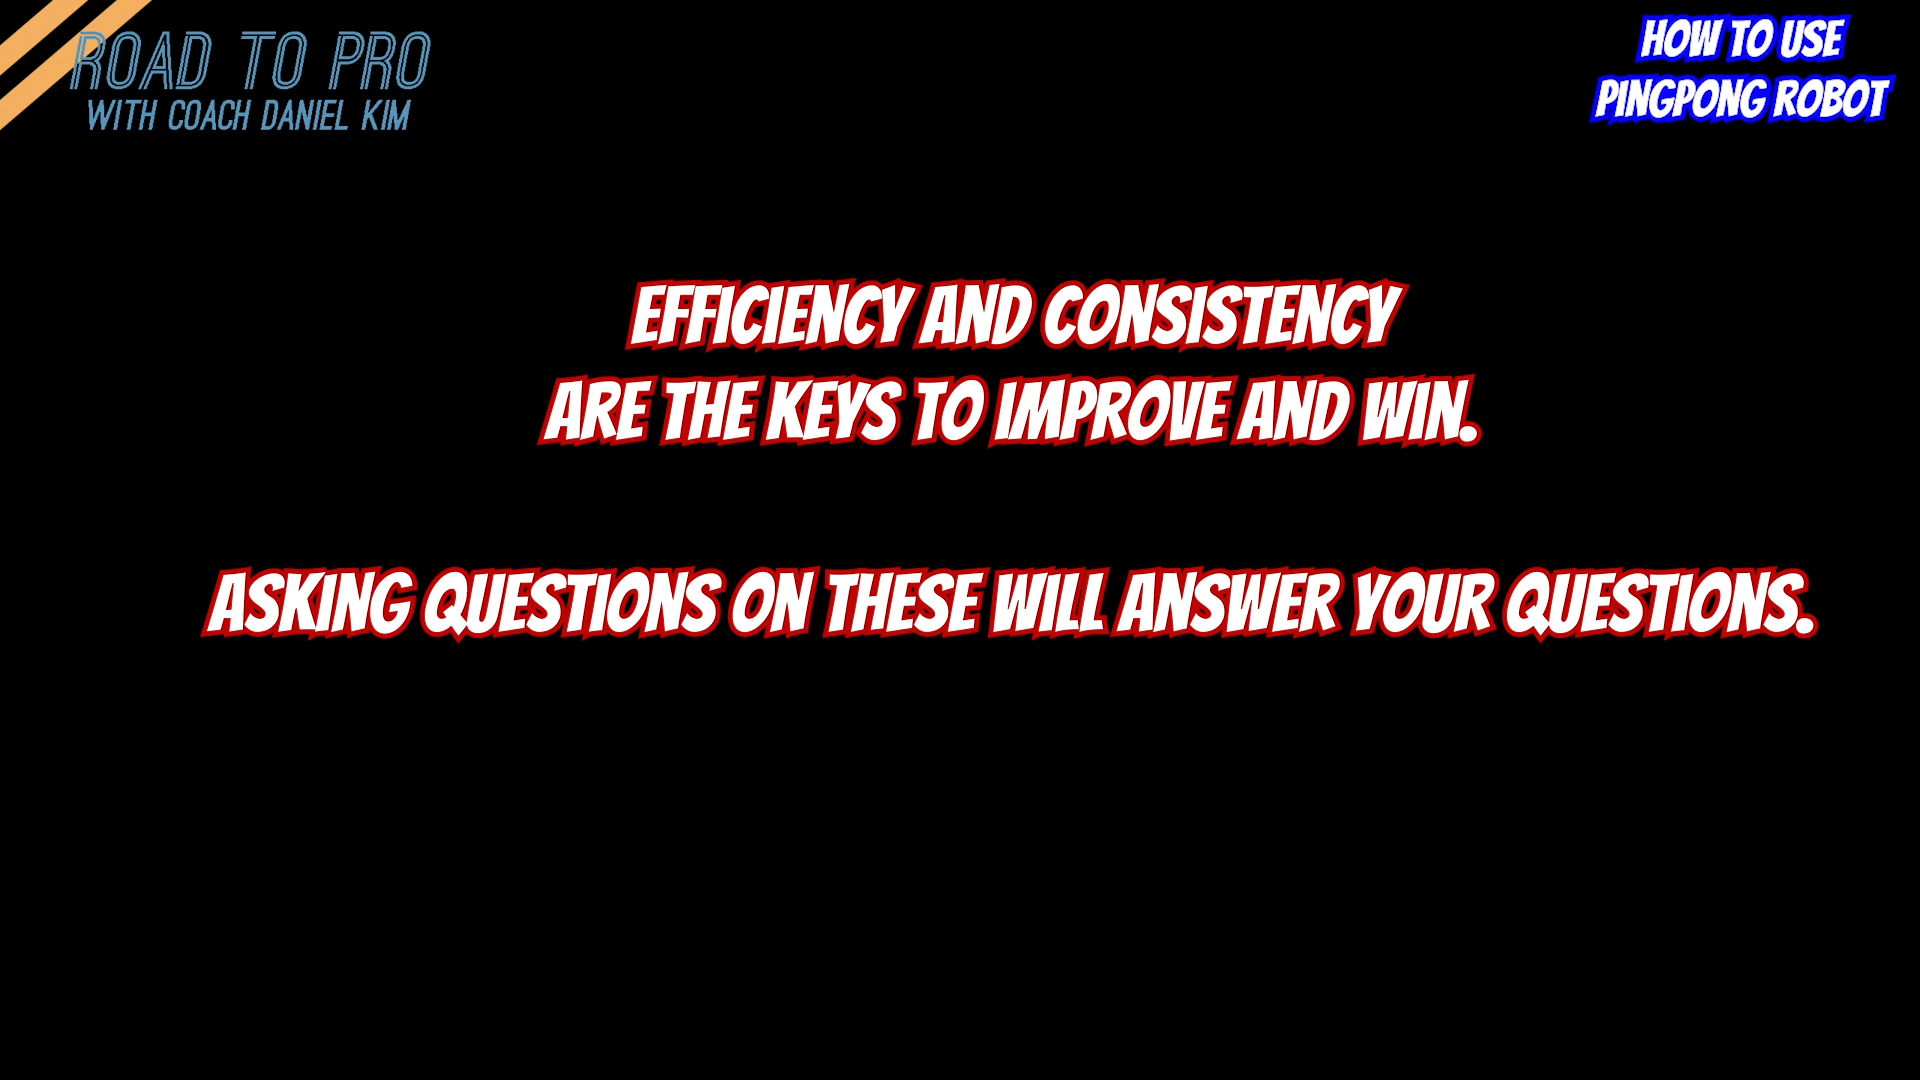 ROAD TO PRO
WITH COACH DANIEL KIM
HOW TO USE
PINGPONG ROBOT
EFFICIENCY AND CONSISTENCY
ARE THE KEYS TO IMPROVE AND WIN.
ASKING QUESTIONS ON THESE WILL ANSWER YOUR QUESTIONS.